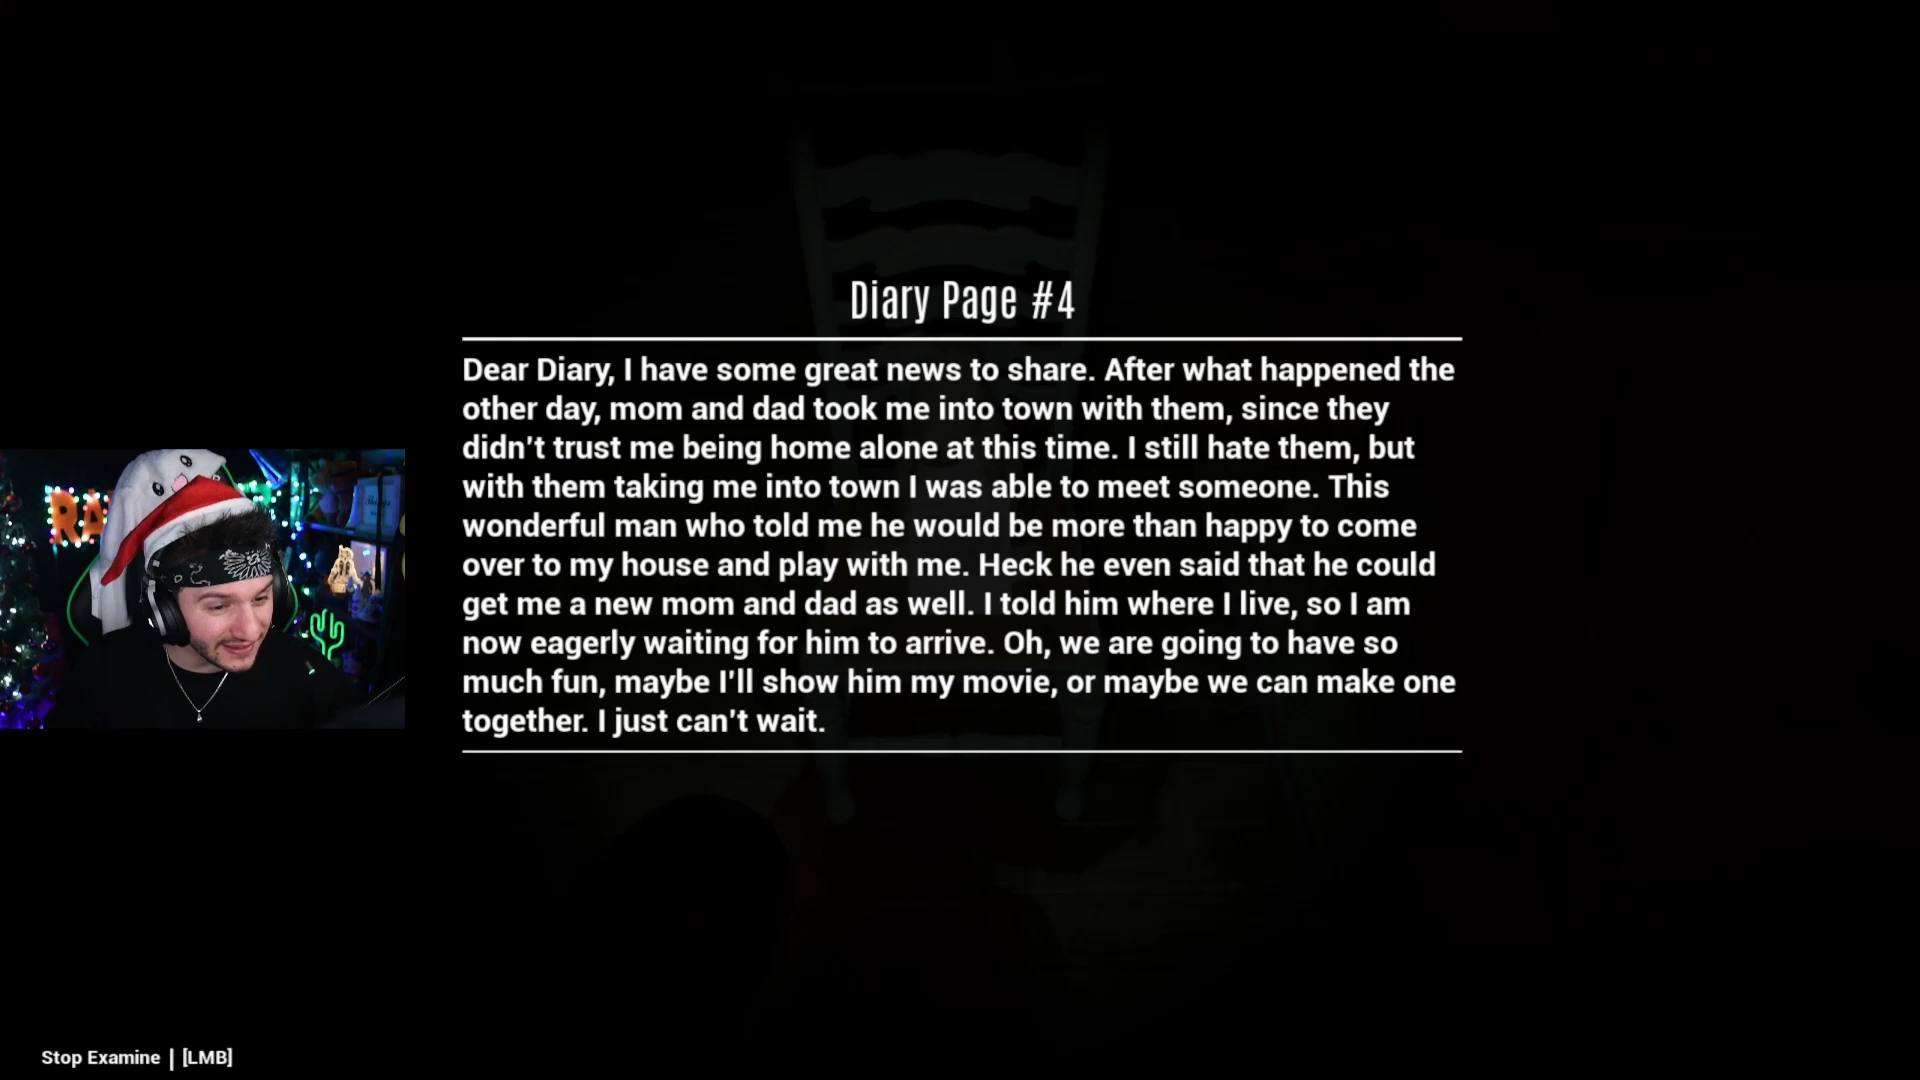 Diary Page #4
Dear Diary, I have some great news to share. After what happened the
other day, mom and dad took me into town with them, since they
didn't trust me being home alone at this time. I still hate them, but
with them taking me into town I was able to meet someone. This
wonderful man who told me he would be more than happy to come
over to my house and play with me. Heck he even said that he could
get me a new mom and dad as well. I told him where I live, so I am
now eagerly waiting for him to arrive. Oh, we are going to have so
much fun, maybe I'll show him my movie, or maybe we can make one
together. I just can't wait.
Stop Examine | [LMB]